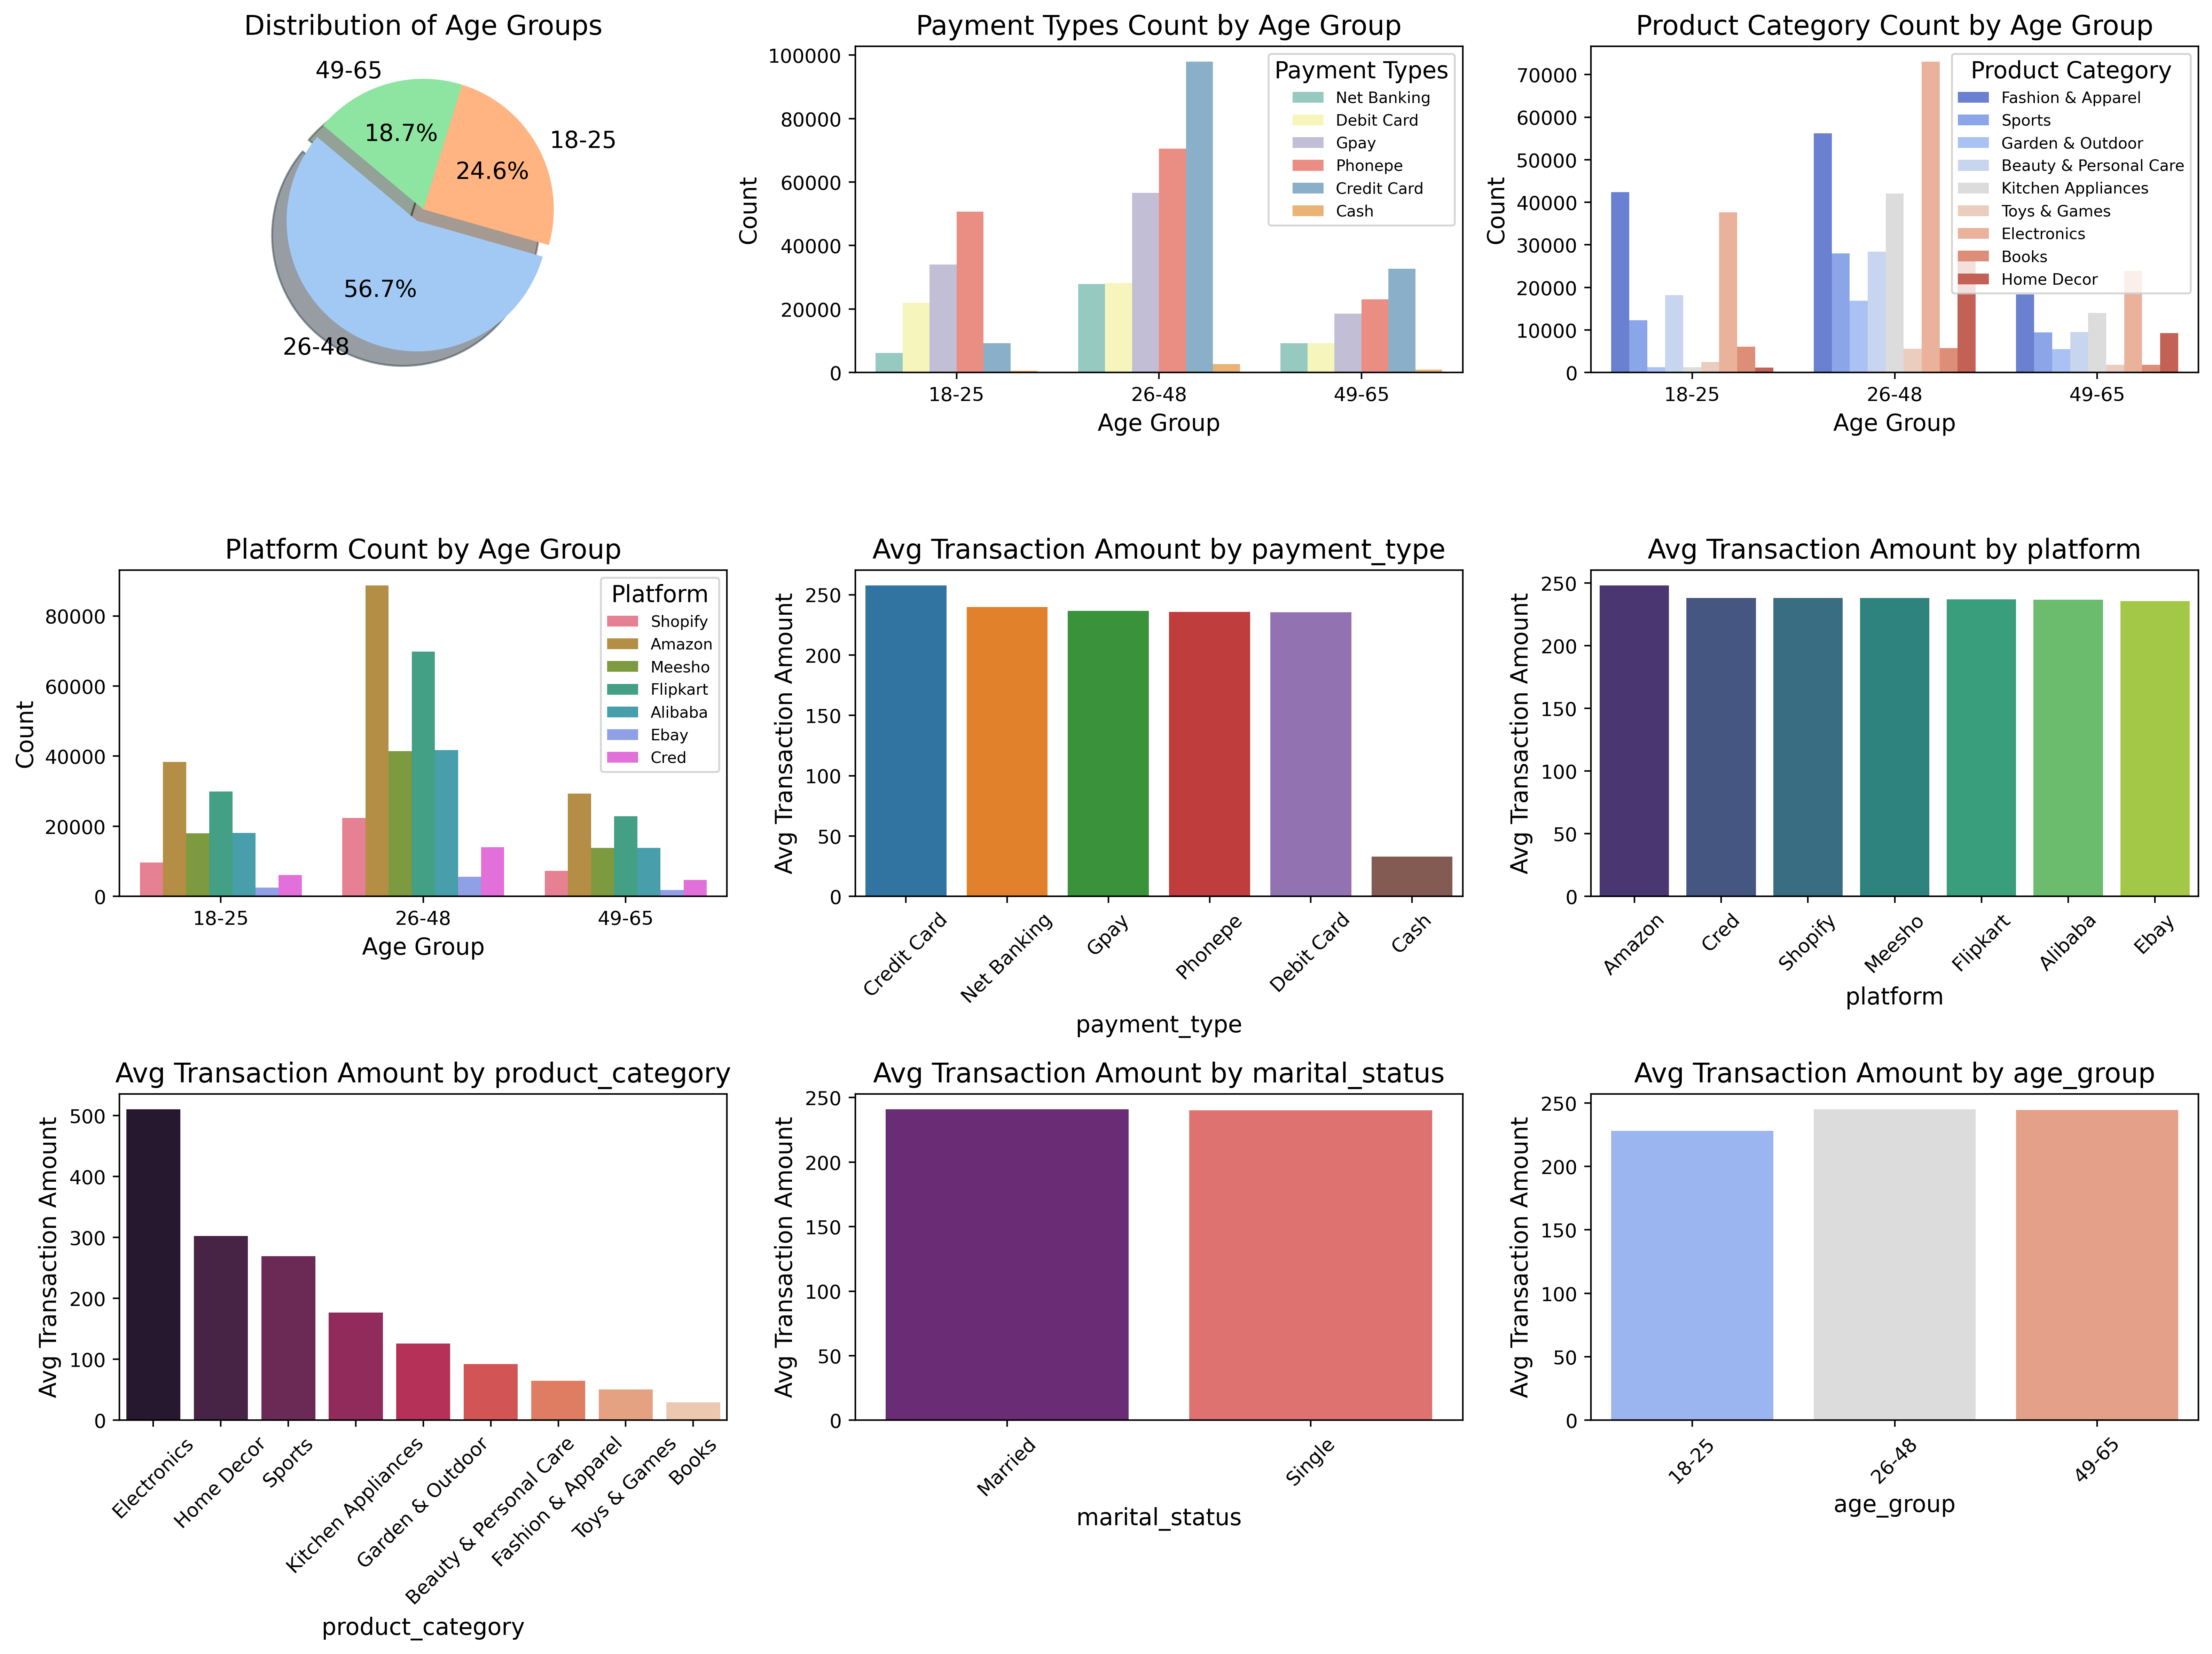 Distribution of Age Groups
49-65
18.7%
18-25
24.6%
56.7%
26-48
Payment Types Count by Age Group
Count
100000
80000
60000
40000
20000
0
Payment Types
Net Banking
Debit Card
Gpay
Phonepe
Credit Card
Cash
18-25
26-48
49-65
Age Group
Product Category Count by Age Group
Count
70000
60000
50000
40000
30000
20000
10000
0
Product Category
Fashion & Apparel
Sports
Garden & Outdoor
Beauty & Personal Care
Kitchen Appliances
Toys & Games
Electronics
Books
Home Decor
18-25
26-48
49-65
Age Group
Platform Count by Age Group
Count
80000
60000
40000
20000
0
Platform
Shopify
Amazon
Meesho
Flipkart
Alibaba
Ebay
Cred
18-25
26-48
49-65
Age Group
Avg Transaction Amount by payment_type
Avg Transaction Amount
250
200
150
100
50
0
Credit Card
Net Banking
Gpay
Phonepe
Debit Card
Cash
payment_type
Avg Transaction Amount by platform
Avg Transaction Amount
250
200
150
100
50
0
Amazon
Cred
Shopify
Meesho
Flipkart
Alibaba
Ebay
platform
Avg Transaction Amount by product_category
Avg Transaction Amount
500
400
300
200
100
0
Electronics
Home Decor
Sports
Kitchen Appliances
Garden & Outdoor
Beauty & Personal Care
Fashion & Apparel
Toys & Games
Books
product_category
Avg Transaction Amount by marital_status
Avg Transaction Amount
250
200
150
100
50
0
Married
Single
marital_status
Avg Transaction Amount by age_group
Avg Transaction Amount
250
200
150
100
50
0
18-25
26-48
49-65
age_group